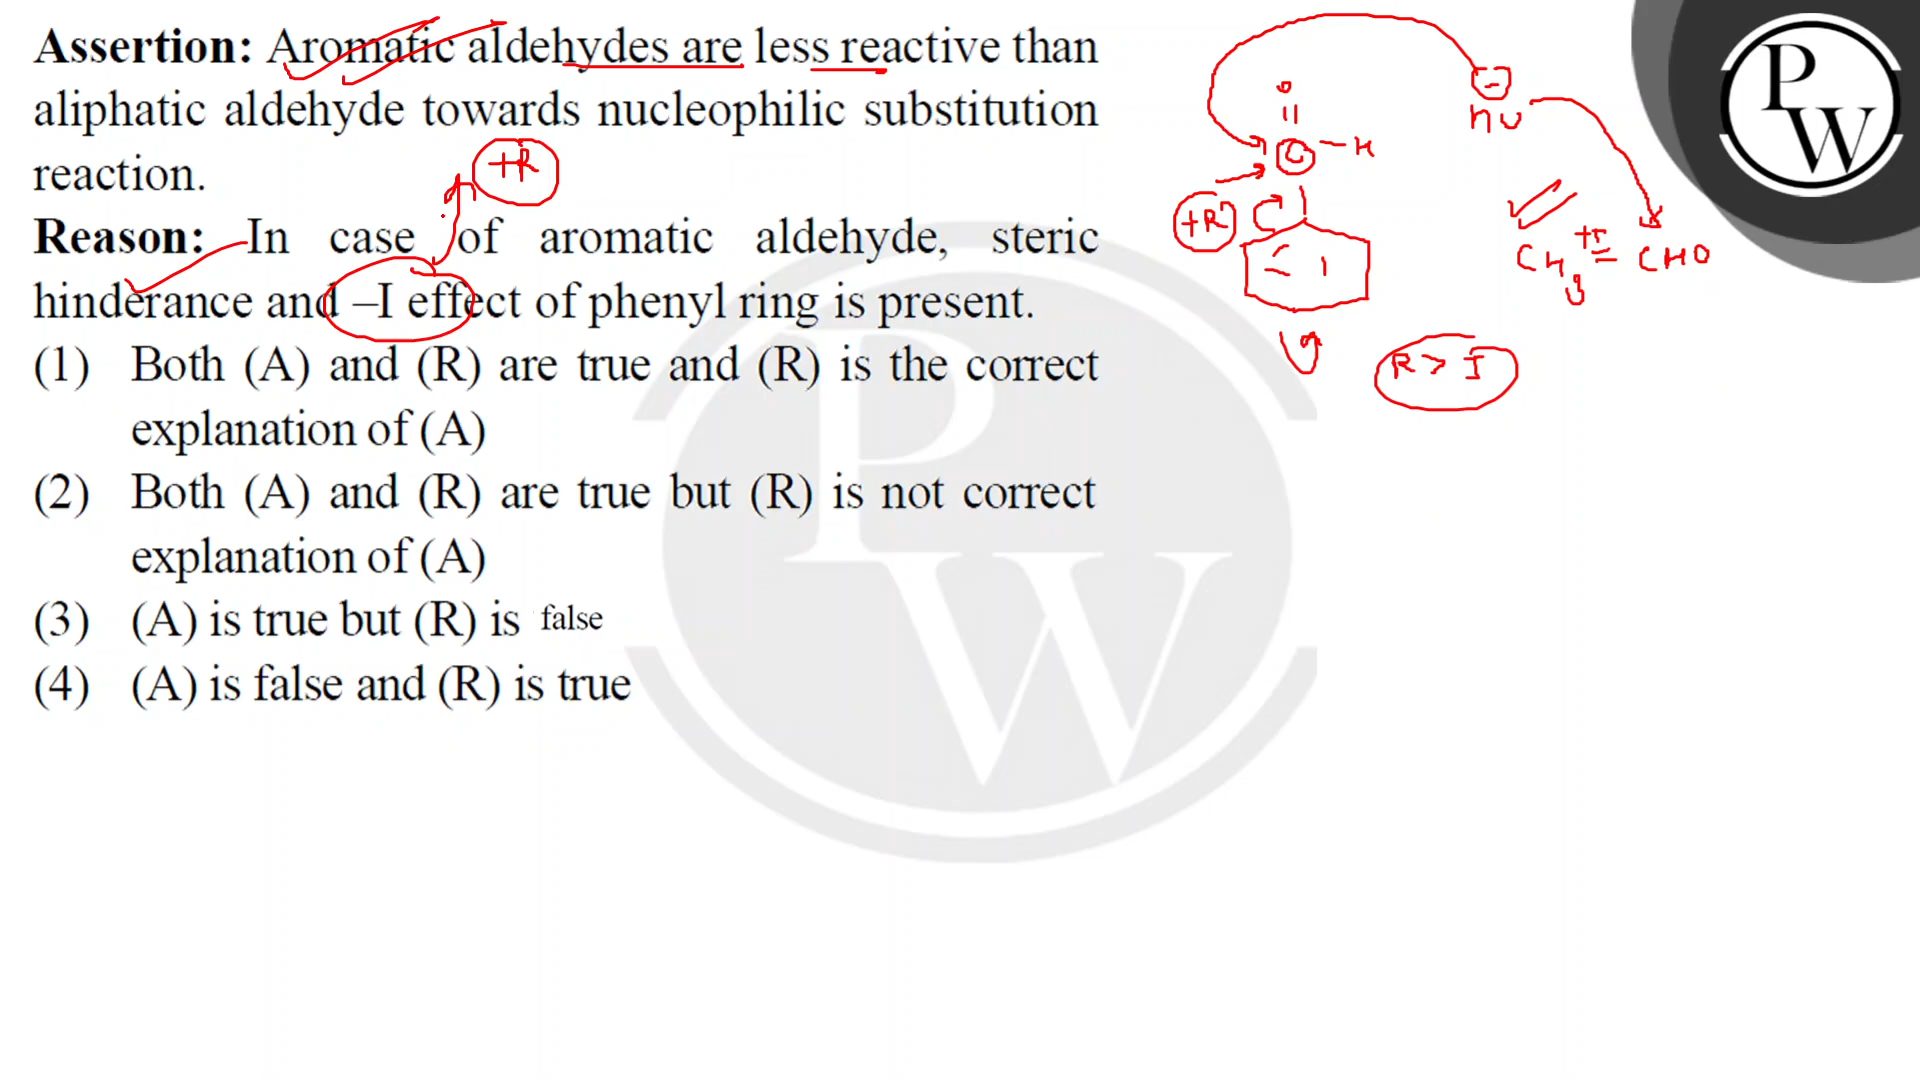 Assertion: Aromatic aldehydes are less reactive than
aliphatic aldehyde towards nucleophilic substitution
reaction.
+R
Reason: In case of aromatic aldehyde, steric
hinderance and –I effect of phenyl ring is present.
(1) Both (A) and (R) are true and (R) is the correct
explanation of (A)
(2) Both (A) and (R) are true but (R) is not correct
explanation of (A)
(3) (A) is true but (R) is false
(4) (A) is false and (R) is true
O
C – H
+R
Nu
CH3 – CHO
R > I
PW
PW